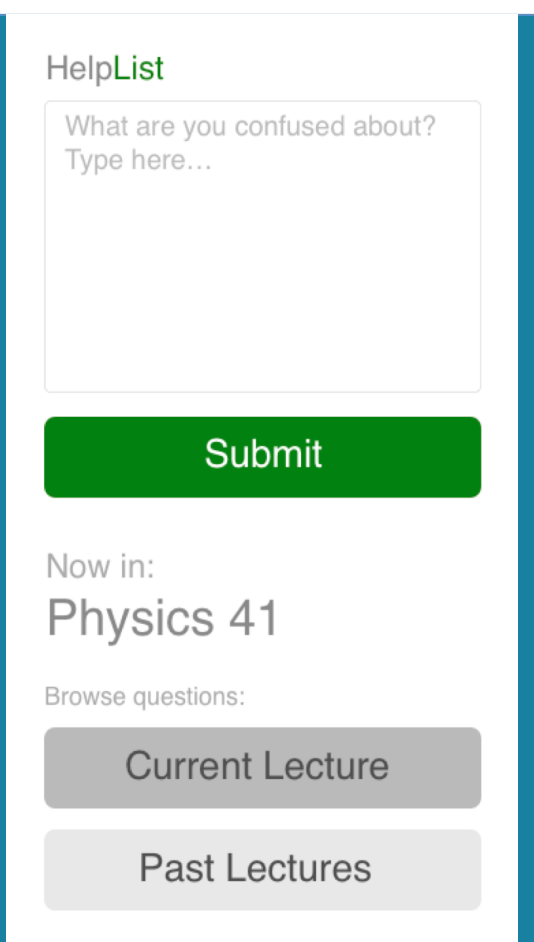 HelpList
What are you confused about?
Type here...
Submit
Now in:
Physics 41
Browse questions:
Current Lecture
Past Lectures